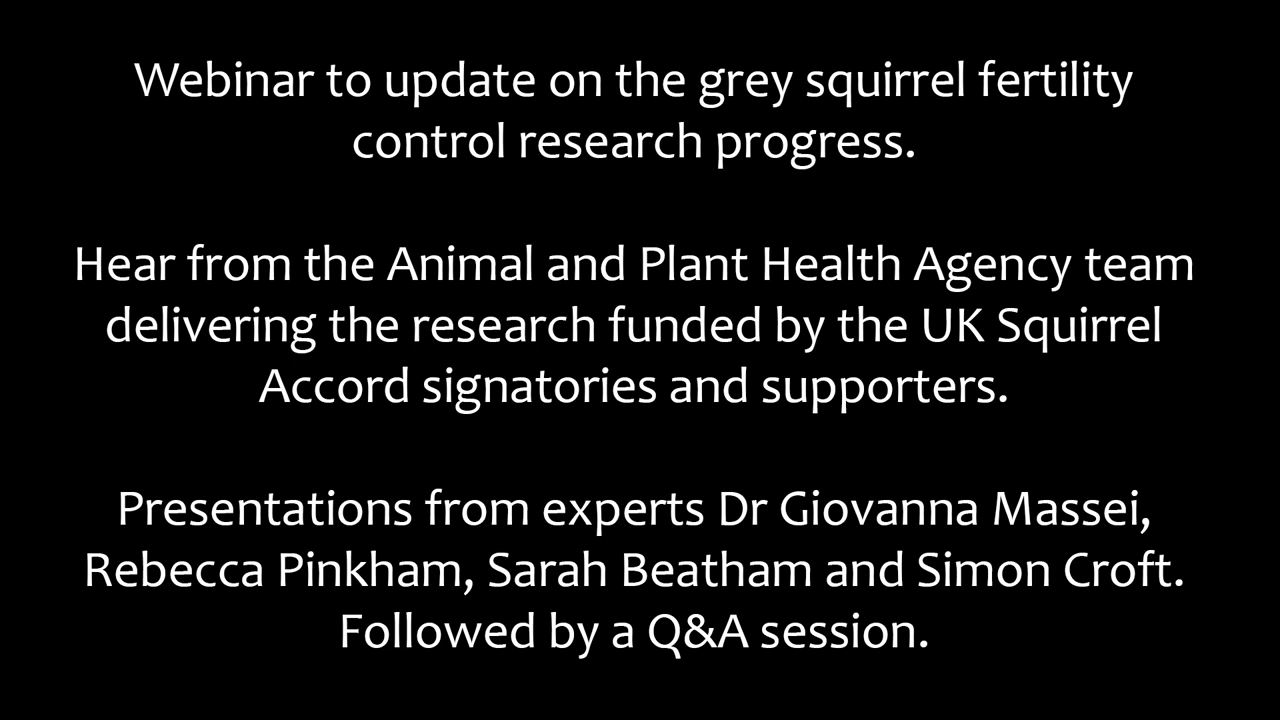 Webinar to update on the grey squirrel fertility
control research progress.
Hear from the Animal and Plant Health Agency team
delivering the research funded by the UK Squirrel
Accord signatories and supporters.
Presentations from experts Dr Giovanna Massei,
Rebecca Pinkham, Sarah Beatham and Simon Croft.
Followed by a Q&A session.